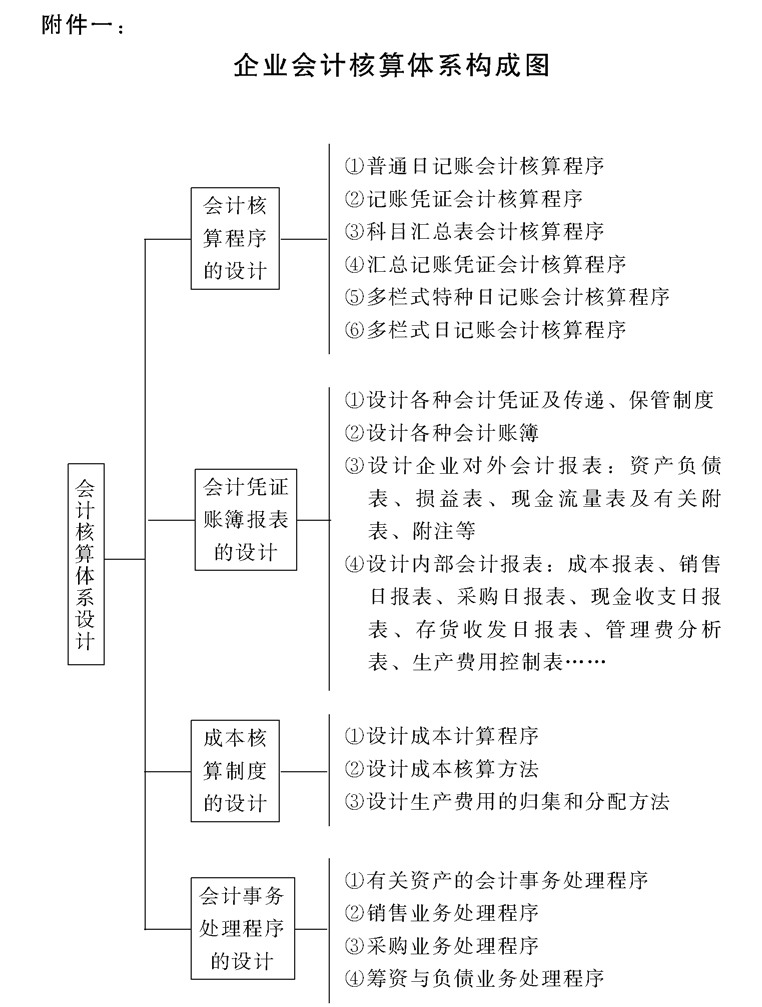 附件一：
企业会计核算体系构成图
会计核算体系设计
会计核
算程序
的设计
①普通日记账会计核算程序
②记账凭证会计核算程序
③科目汇总表会计核算程序
④汇总记账凭证会计核算程序
⑤多栏式特种日记账会计核算程序
⑥多栏式日记账会计核算程序
会计凭证
账簿报表
的设计
①设计各种会计凭证及传递、保管制度
②设计各种会计账簿
③设计企业对外会计报表：资产负债
表、损益表、现金流量表及有关附
表、附注等
④设计内部会计报表：成本报表、销售
日报表、采购日报表、现金收支日报
表、存货收发日报表、管理费分析
表、生产费用控制表……
成本核
算制度
的设计
①设计成本计算程序
②设计成本核算方法
③设计生产费用的归集和分配方法
会计事务
处理程序
的设计
①有关资产的会计事务处理程序
②销售业务处理程序
③采购业务处理程序
④筹资与负债业务处理程序